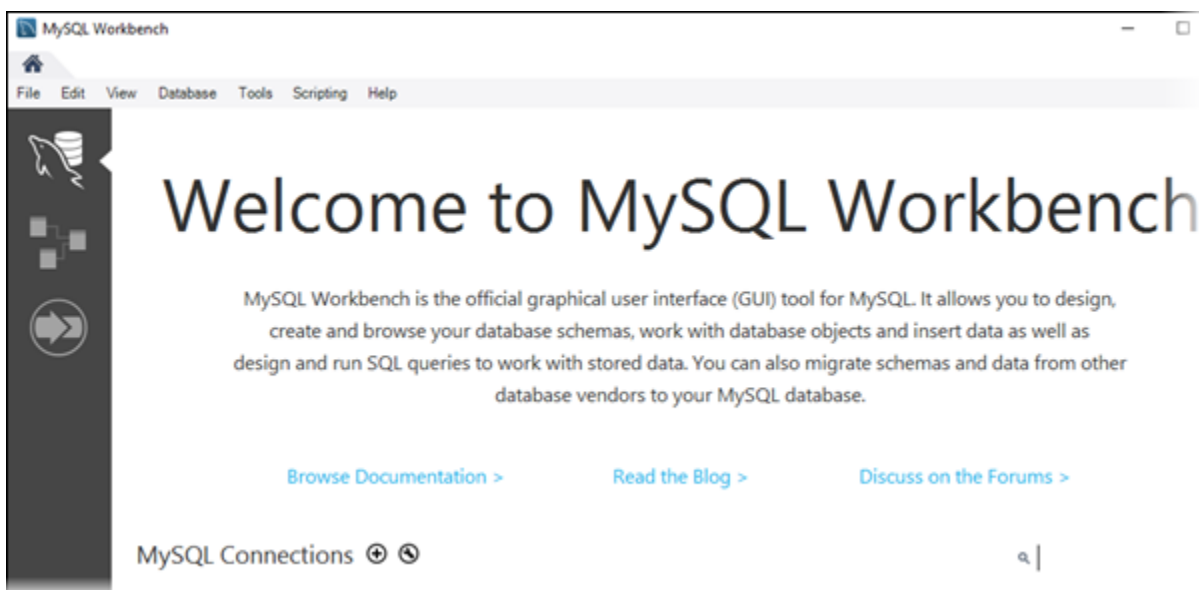 MySQL Workbench
File Edit View Database Tools Scripting Help
Welcome to MySQL Workbench
MySQL Workbench is the official graphical user interface (GUI) tool for MySQL. It allows you to design,
create and browse your database schemas, work with database objects and insert data as well as
design and run SQL queries to work with stored data. You can also migrate schemas and data from other
database vendors to your MySQL database.
Browse Documentation > Read the Blog > Discuss on the Forums >
MySQL Connections